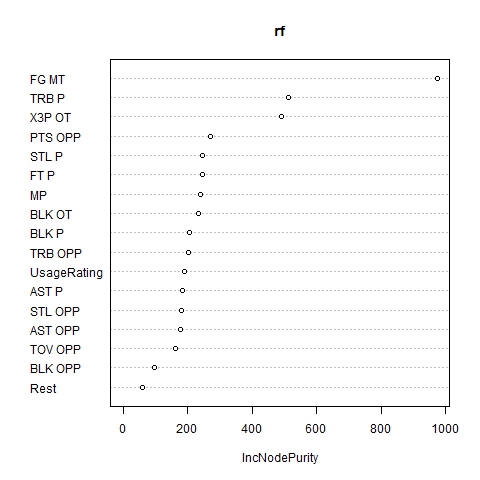 rf
FG MT
TRB P
X3P OT
PTS OPP
STL P
FT P
MP
BLK OT
BLK P
TRB OPP
UsageRating
AST P
STL OPP
AST OPP
TOV OPP
BLK OPP
Rest
0 200 400 600 800 1000
IncNodePurity